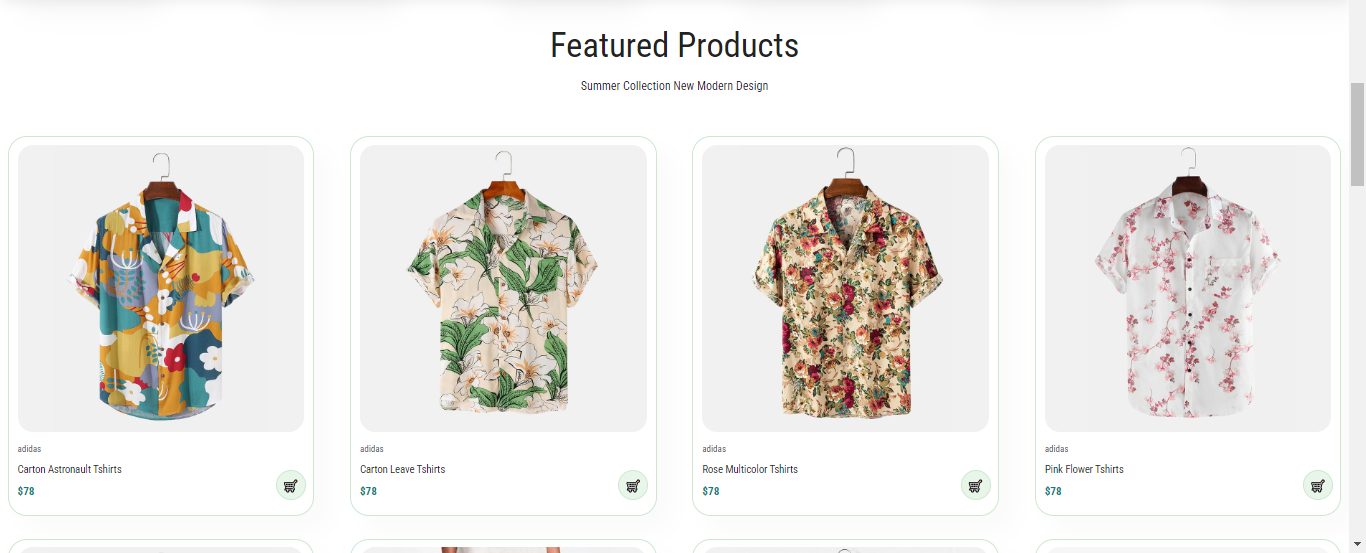 Featured Products
Summer Collection New Modern Design
adidas
Carton Astronault Tshirts
$78
adidas
Carton Leave Tshirts
$78
adidas
Rose Multicolor Tshirts
$78
adidas
Pink Flower Tshirts
$78